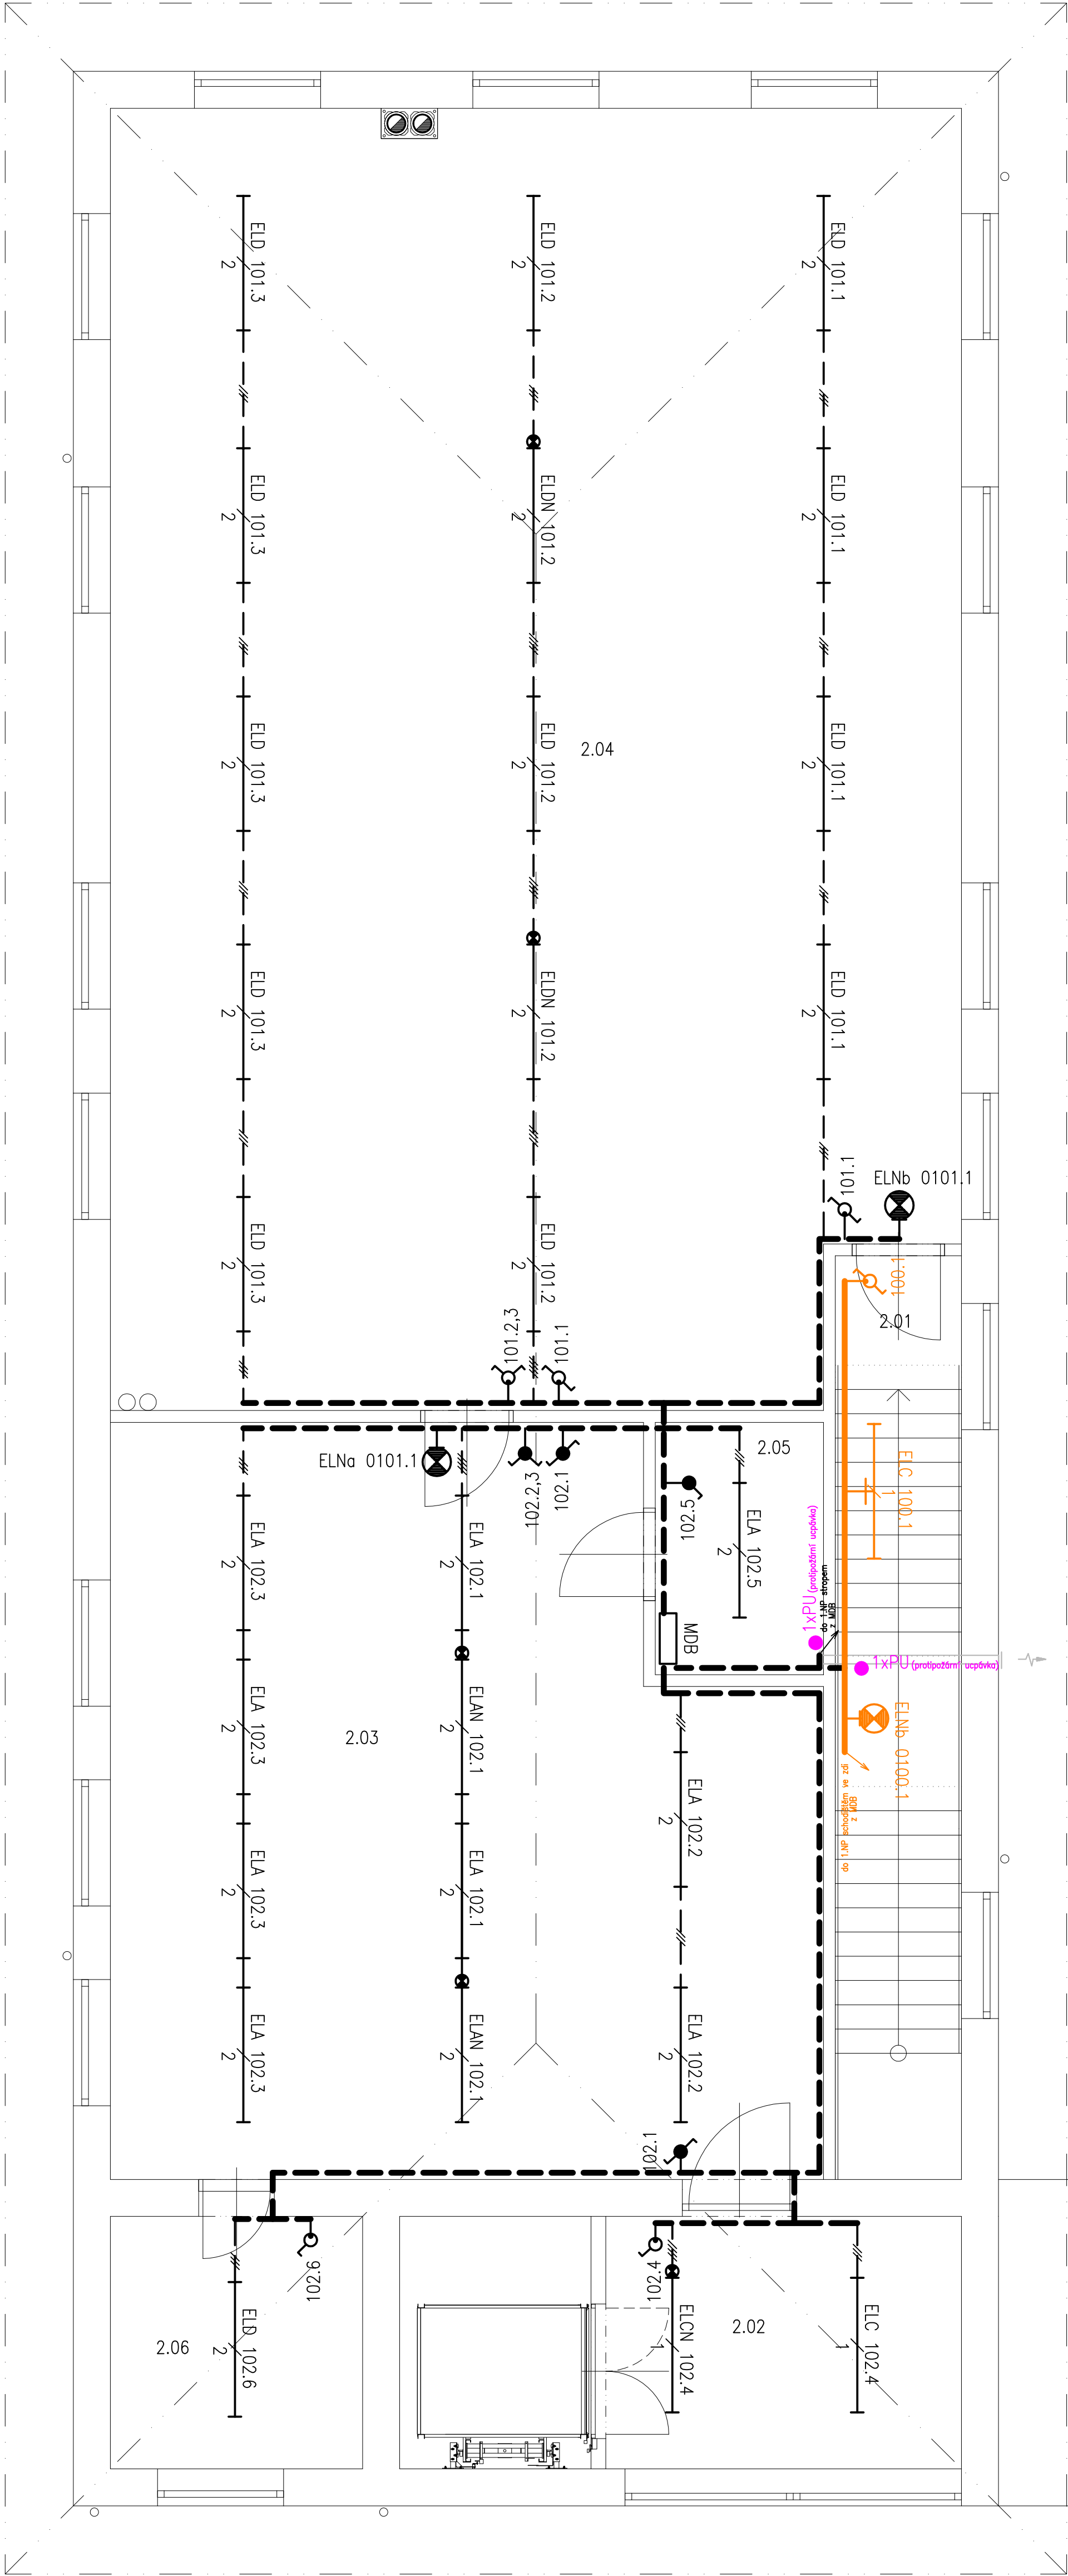 ELD 101.3
2
ELD 101.2
2
ELD 101.1
2
ELD 101.3
2
ELDN 101.2
2
ELD 101.1
2
ELD 101.3
2
ELD 101.2
2
2.04
ELD 101.1
2
ELD 101.3
2
ELDN 101.2
2
ELD 101.1
2
101.1
ELNb 0101.1
ELD 101.3
2
ELD 101.2
2
100.1
2.01
101.2,3
101.1
ELNa 0101.1
102.2,3
102.1
2.05
102.5
ELC 100.1
1
ELA 102.3
2
ELA 102.1
2
ELA 102.5
2
1xPU (protipožární ucpávka)
z MDB
do 1.NP stropem
MDB
1xPU (protipožární ucpávka)
ELNb 0100.1
ELA 102.3
2
2.03
ELAN 102.1
2
ELA 102.2
2
z MDB
do 1.NP schodištěm ve zdi
ELA 102.3
2
ELA 102.1
2
ELA 102.3
2
ELAN 102.1
2
ELA 102.2
2
102.1
102.6
102.4
2.06
ELD 102.6
2
ELCN 102.4
1
2.02
ELC 102.4
1